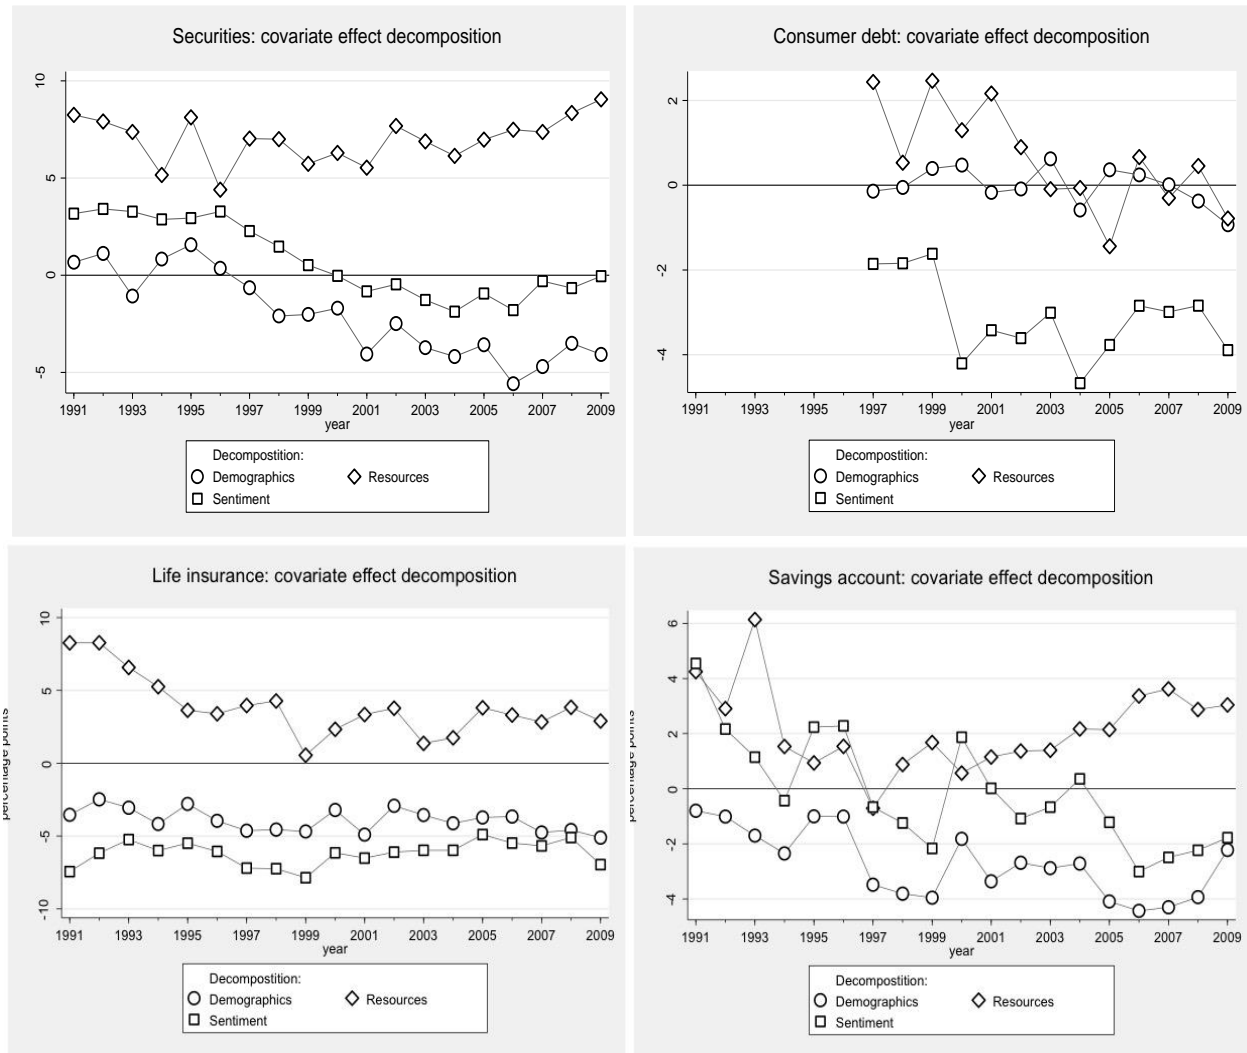 Securities: covariate effect decomposition
10
5
0
-5
1991 1993 1995 1997 1999 2001 2003 2005 2007 2009
year
Decompostition:
Demographics Resources
Sentiment
Consumer debt: covariate effect decomposition
2
0
-2
-4
1991 1993 1995 1997 1999 2001 2003 2005 2007 2009
year
Decompostition:
Demographics Resources
Sentiment
Life insurance: covariate effect decomposition
percentage points
10
5
0
-5
-10
1991 1993 1995 1997 1999 2001 2003 2005 2007 2009
year
Decompostition:
Demographics Resources
Sentiment
Savings account: covariate effect decomposition
percentage points
6
4
2
0
-2
-4
1991 1993 1995 1997 1999 2001 2003 2005 2007 2009
year
Decompostition:
Demographics Resources
Sentiment